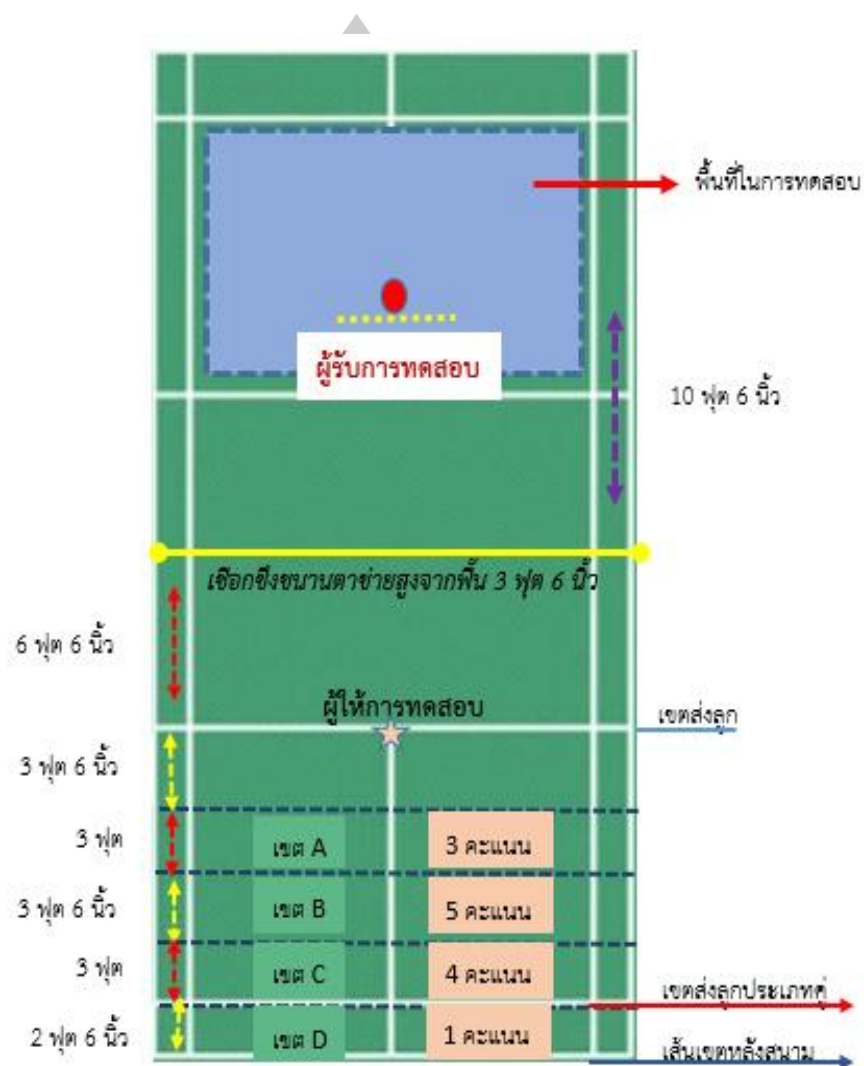 พื้นที่ในการทดสอบ
ผู้รับการทดสอบ
10 ฟุต 6 นิ้ว
เชือกขึงขนานตาข่ายสูงจากพื้น 3 ฟุต 6 นิ้ว
6 ฟุต 6 นิ้ว
ผู้ให้การทดสอบ
เขตส่งลูก
3 ฟุต 6 นิ้ว
3 ฟุต
เขต A
3 คะแนน
3 ฟุต 6 นิ้ว
เขต B
5 คะแนน
3 ฟุต
เขต C
4 คะแนน
เขตส่งลูกประเภทคู่
2 ฟุต 6 นิ้ว
เขต D
1 คะแนน
เส้นเขตหลังสนาม